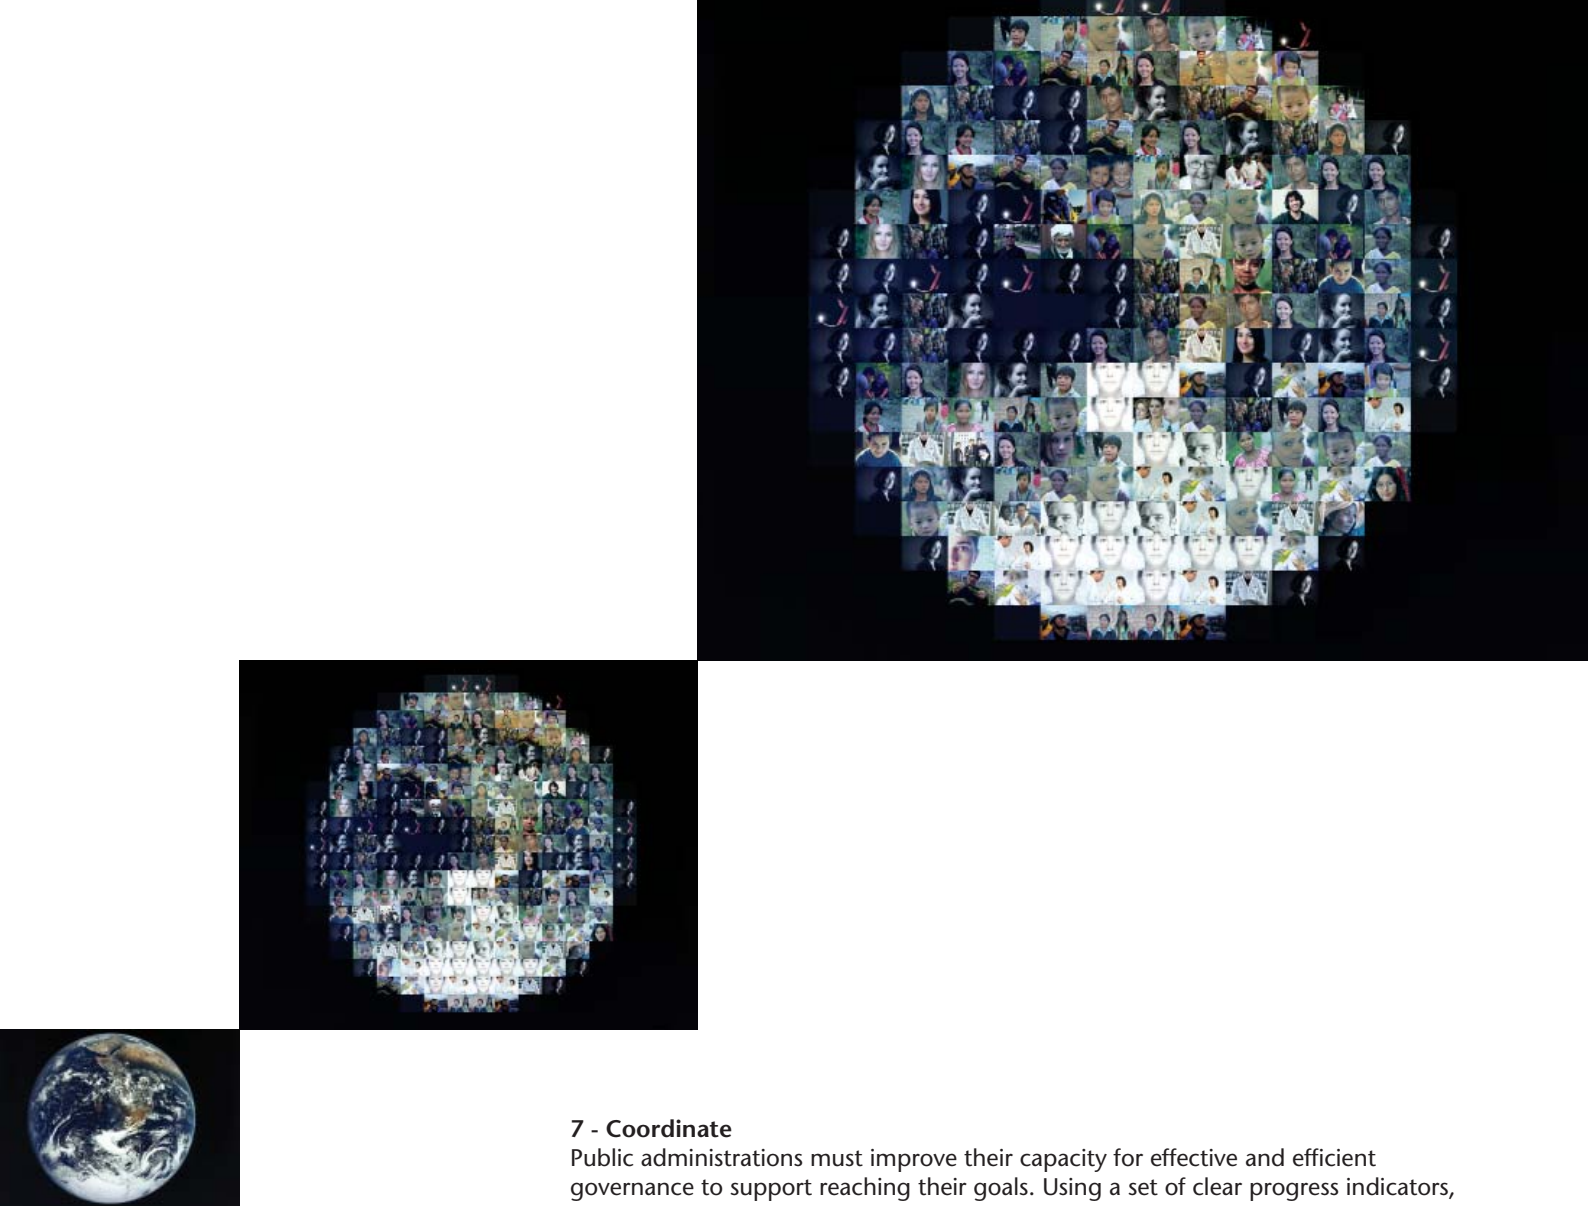 7 - Coordinate
Public administrations must improve their capacity for effective and efficient
governance to support reaching their goals. Using a set of clear progress indicators,